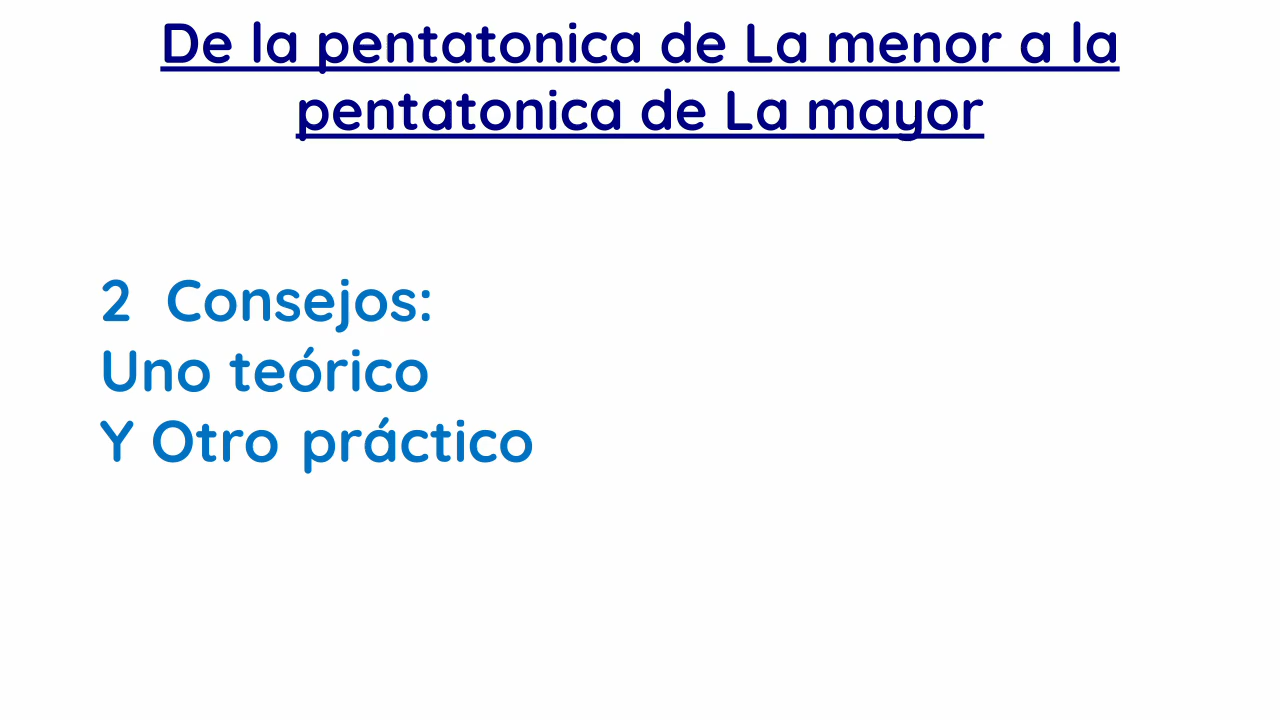 De la pentatonica de La menor a la
pentatonica de La mayor
2  Consejos:
Uno teórico
Y Otro práctico